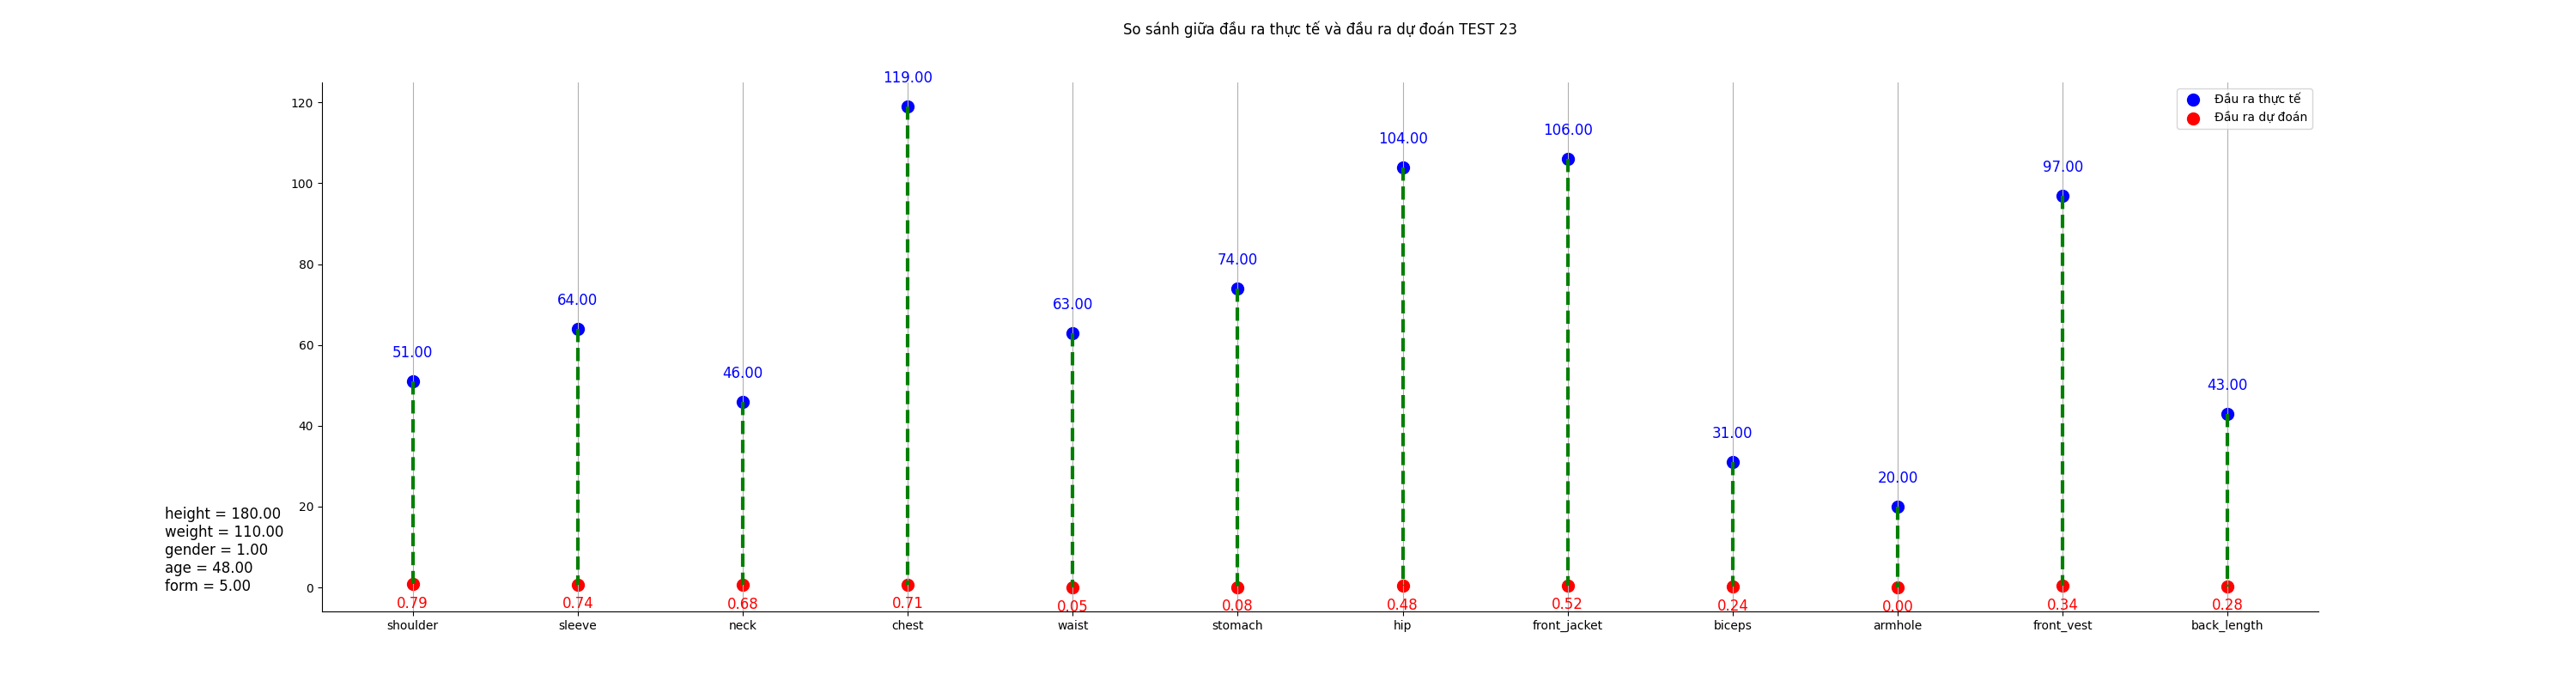 So sánh giữa đầu ra thực tế và đầu ra dự đoán TEST 23
Đầu ra thực tế
Đầu ra dự đoán
120
100
80
60
40
20
0
119.00
106.00
104.00
97.00
74.00
64.00
63.00
51.00
46.00
43.00
31.00
20.00
height = 180.00
weight = 110.00
gender = 1.00
age = 48.00
form = 5.00
0.79 0.74 0.68 0.71 0.05 0.08 0.48 0.52 0.24 0.00 0.34 0.28
shoulder sleeve neck chest waist stomach hip front_jacket biceps armhole front_vest back_length